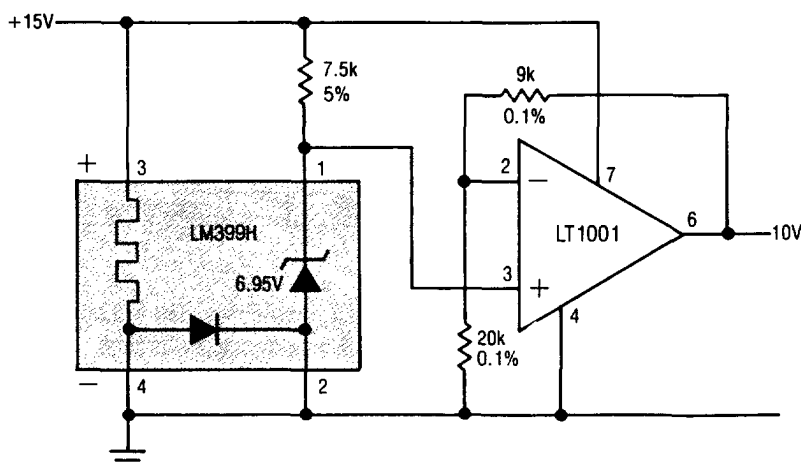 +15V
7.5k
5%
9k
0.1%
+
3
1
2
−
7
LM399H
LT1001
6
10V
6.95V
3
+
4
20k
0.1%
−
4
2